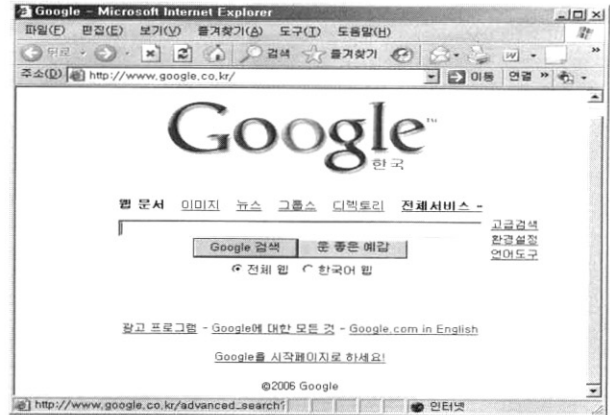 Google - Microsoft Internet Explorer
파일(F) 편집(E) 보기(V) 즐겨찾기(A) 도구(T) 도움말(H)
뒤로 검색 즐겨찾기 »
주소(D) http://www.google.co.kr/ 이동 연결 »
Google™
한국
웹 문서 이미지 뉴스 그룹스 디렉토리 전체서비스 -
고급검색
Google 검색 운 좋은 예감 환경설정
언어도구
전체 웹 한국어 웹
광고 프로그램 - Google에 대한 모든 것 - Google.com in English
Google을 시작페이지로 하세요!
©2006 Google
http://www.google.co.kr/advanced_search? 인터넷